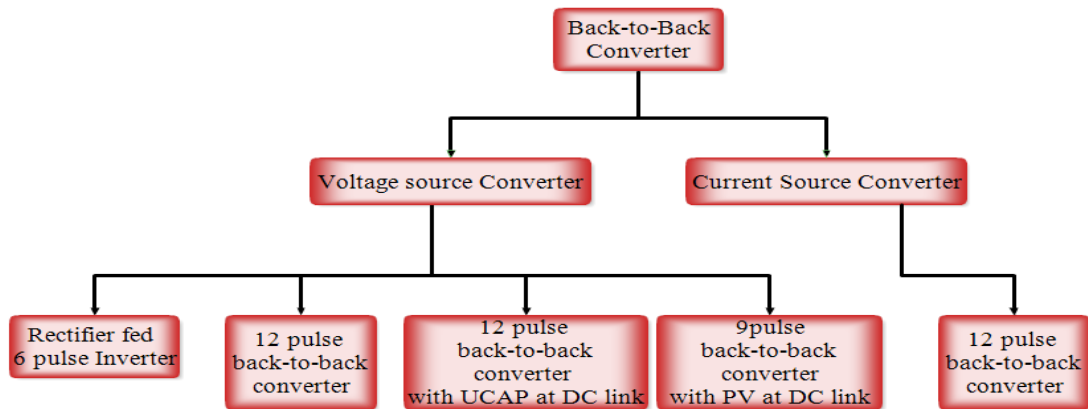 Back-to-Back
Converter
Voltage source Converter
Current Source Converter
Rectifier fed
6 pulse Inverter
12 pulse
back-to-back
converter
12 pulse
back-to-back
converter
with UCAP at DC link
9pulse
back-to-back
converter
with PV at DC link
12 pulse
back-to-back
converter